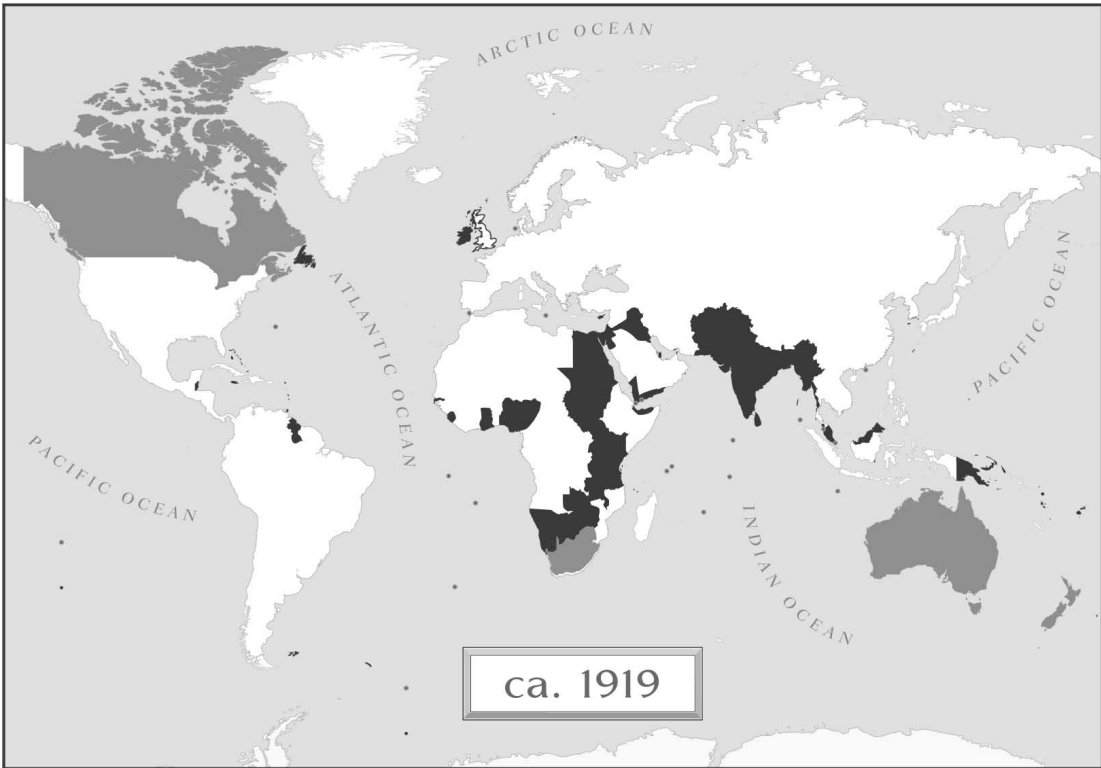 ARCTIC OCEAN
ATLANTIC OCEAN
PACIFIC OCEAN
PACIFIC OCEAN
INDIAN OCEAN
ca. 1919